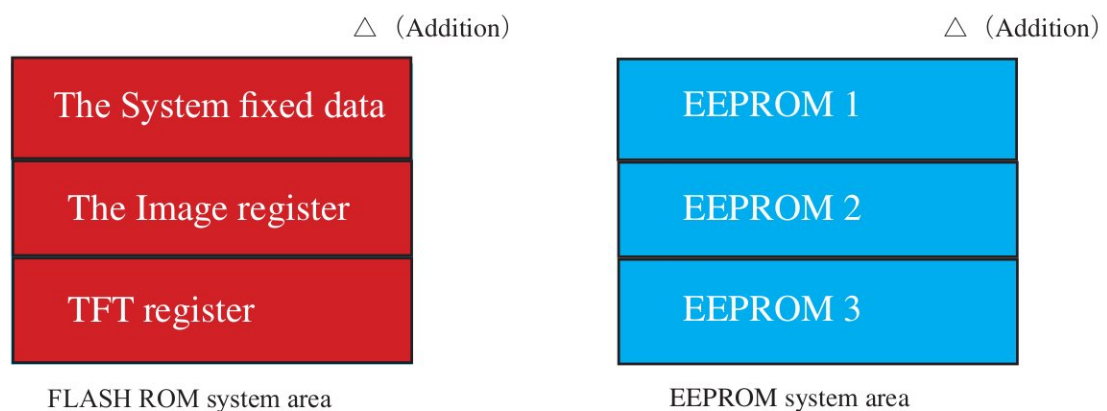 △ （Addition）
The System fixed data
The Image register
TFT register
FLASH ROM system area
△ （Addition）
EEPROM 1
EEPROM 2
EEPROM 3
EEPROM system area